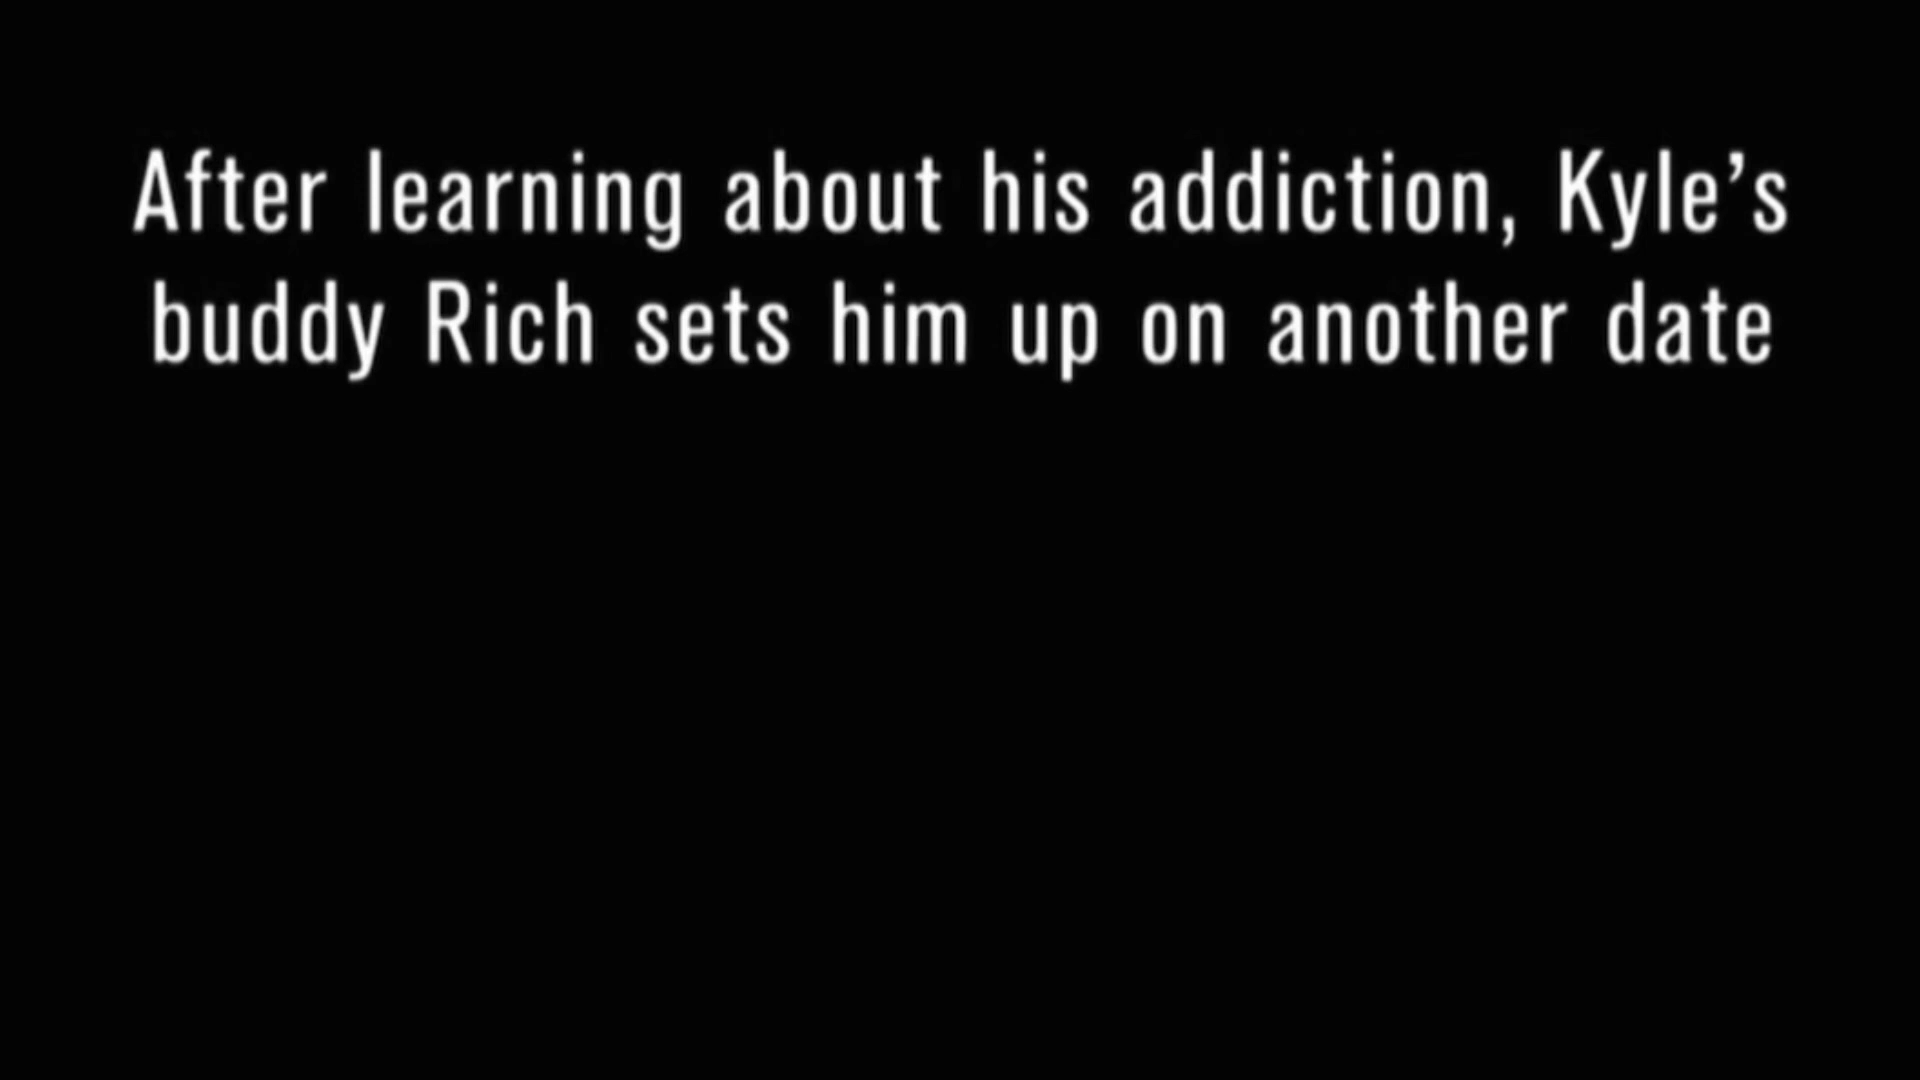 After learning about his addiction, Kyle’s
buddy Rich sets him up on another date